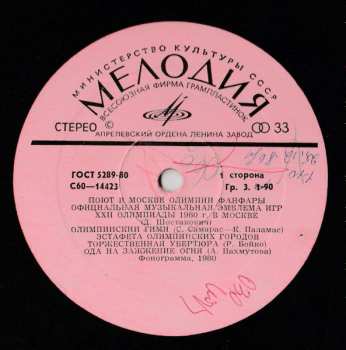 МИНИСТЕРСТВО КУЛЬТУРЫ СССР
МЕЛОДИЯ
ВСЕСОЮЗНАЯ ФИРМА ГРАМПЛАСТИНОК
СТЕРЕО
33
АПРЕЛЕВСКИЙ ОРДЕНА ЛЕНИНА ЗАВОД
ГОСТ 5289-80
1 сторона
С60—14423
Гр. 3. 1-90
ПОЮТ В МОСКВЕ ОЛИМПИИ ФАНФАРЫ
ОФИЦИАЛЬНАЯ МУЗЫКАЛЬНАЯ ЭМБЛЕМА ИГР
XXII ОЛИМПИАДЫ 1980 г. В МОСКВЕ
(Д. Шостакович)
ОЛИМПИЙСКИЙ ГИМН (С. Самарас—К. Паламас)
ЭСТАФЕТА ОЛИМПИЙСКИХ ГОРОДОВ
ТОРЖЕСТВЕННАЯ УВЕРТЮРА (Р. Бойко)
ОДА НА ЗАЖЖЕНИЕ ОГНЯ (А. Пахмутова)
Фонограмма, 1980